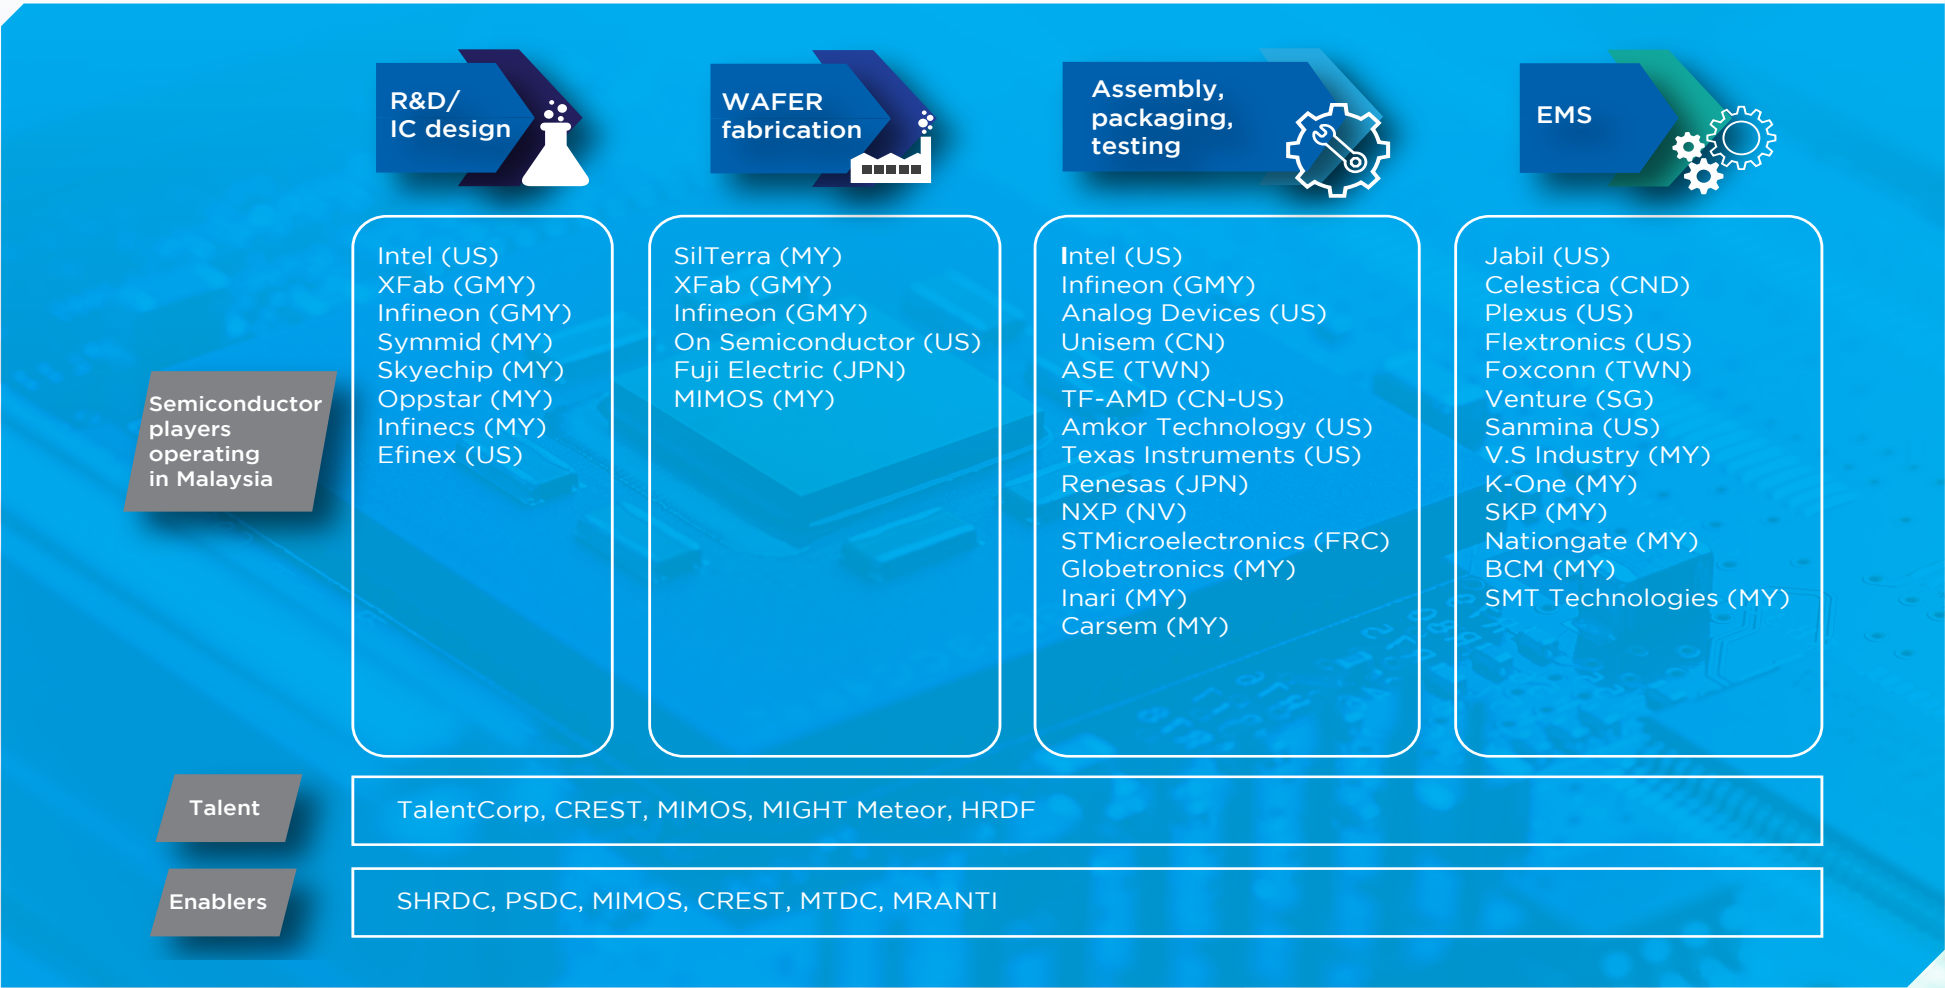 R&D/
IC design
WAFER
fabrication
Assembly,
packaging,
testing
EMS
Semiconductor
players
operating
in Malaysia
Intel (US)
XFab (GMY)
Infineon (GMY)
Symmid (MY)
Skyechip (MY)
Oppstar (MY)
Infinecs (MY)
Efinex (US)
SilTerra (MY)
XFab (GMY)
Infineon (GMY)
On Semiconductor (US)
Fuji Electric (JPN)
MIMOS (MY)
Intel (US)
Infineon (GMY)
Analog Devices (US)
Unisem (CN)
ASE (TWN)
TF-AMD (CN-US)
Amkor Technology (US)
Texas Instruments (US)
Renesas (JPN)
NXP (NV)
STMicroelectronics (FRC)
Globetronics (MY)
Inari (MY)
Carsem (MY)
Jabil (US)
Celestica (CND)
Plexus (US)
Flextronics (US)
Foxconn (TWN)
Venture (SG)
Sanmina (US)
V.S Industry (MY)
K-One (MY)
SKP (MY)
Nationgate (MY)
BCM (MY)
SMT Technologies (MY)
Talent
TalentCorp, CREST, MIMOS, MIGHT Meteor, HRDF
Enablers
SHRDC, PSDC, MIMOS, CREST, MTDC, MRANTI